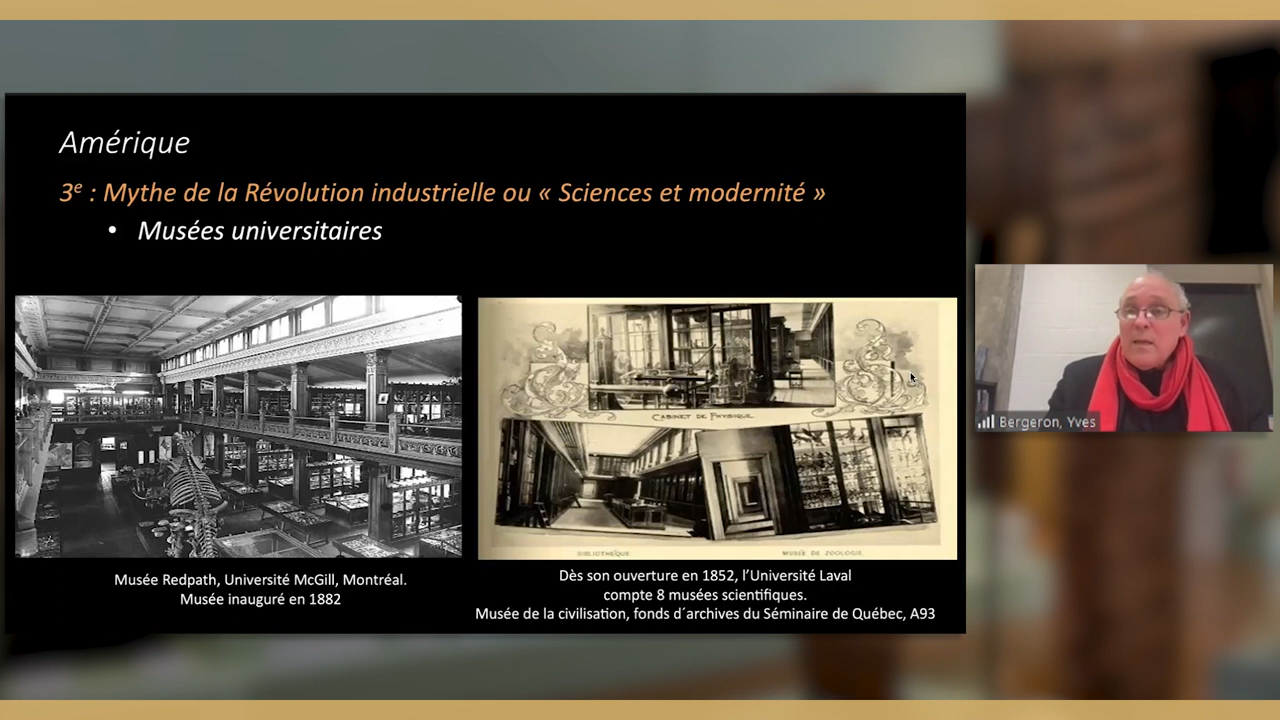 Amérique
3e : Mythe de la Révolution industrielle ou « Sciences et modernité »
• Musées universitaires
CABINET DE PHYSIQUE
BIBLIOTHÈQUE
MUSÉE DE ZOOLOGIE
Musée Redpath, Université McGill, Montréal.
Musée inauguré en 1882
Dès son ouverture en 1852, l’Université Laval
compte 8 musées scientifiques.
Musée de la civilisation, fonds d´archives du Séminaire de Québec, A93
Bergeron, Yves